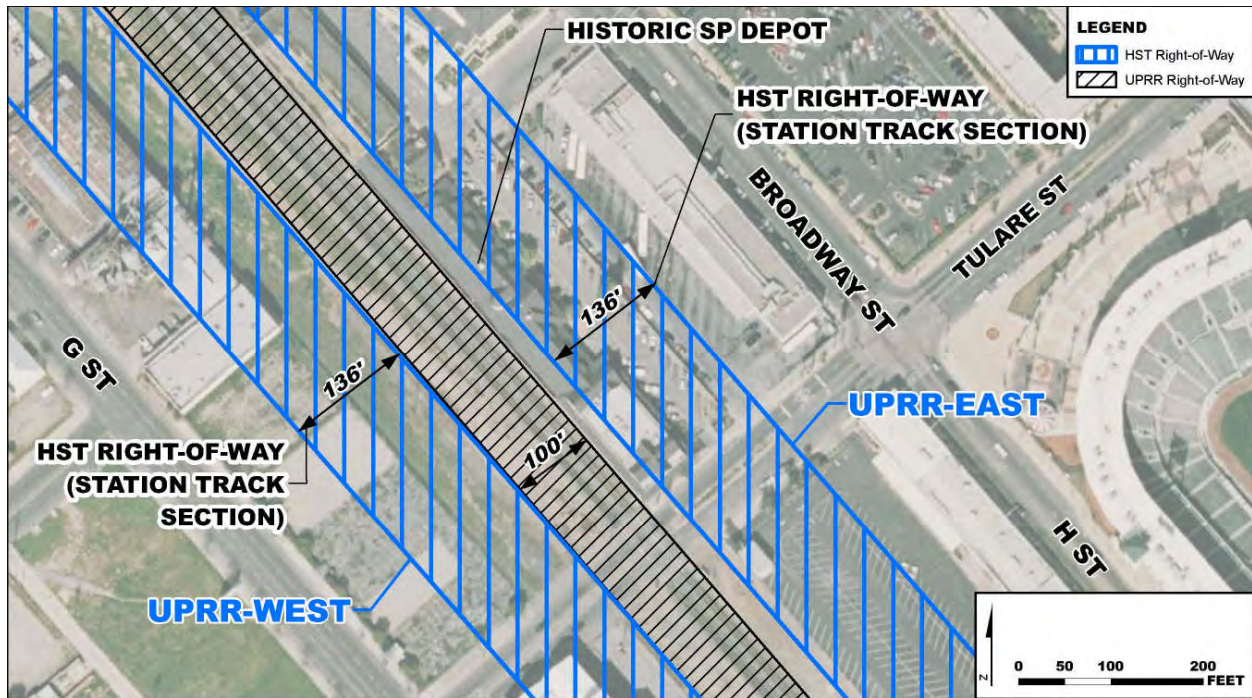 HISTORIC SP DEPOT
LEGEND
HST Right-of-Way
UPRR Right-of-Way
HST RIGHT-OF-WAY
(STATION TRACK SECTION)
BROADWAY ST
TULARE ST
136'
136'
G ST
UPRR-EAST
100'
HST RIGHT-OF-WAY
(STATION TRACK
SECTION)
H ST
UPRR-WEST
N
0 50 100 200
FEET